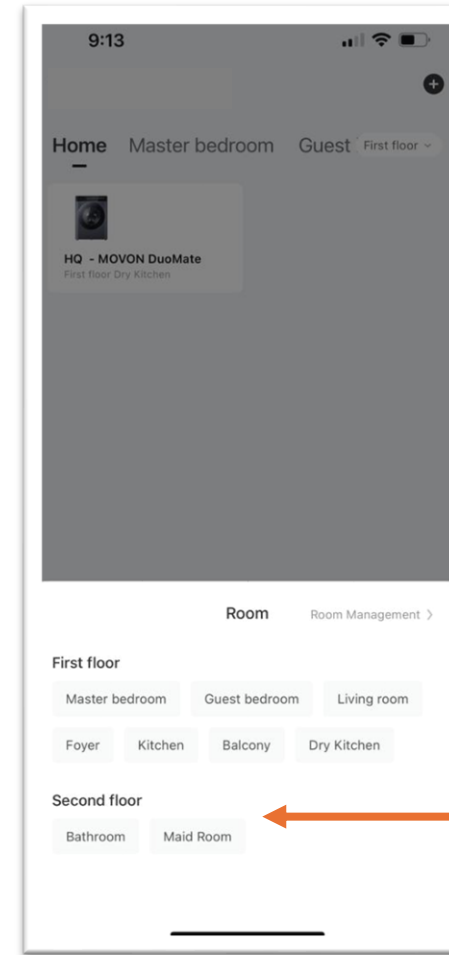 9:13
Home Master bedroom Guest First floor
HQ - MOVON DuoMate
First floor Dry Kitchen
Room Room Management >
First floor
Master bedroom Guest bedroom Living room
Foyer Kitchen Balcony Dry Kitchen
Second floor
Bathroom Maid Room